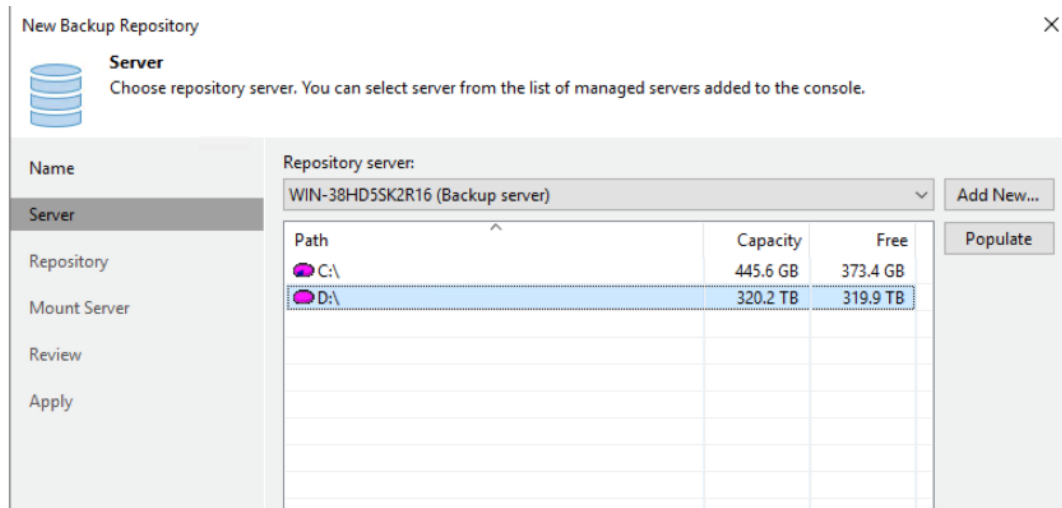 New Backup Repository
Server
Choose repository server. You can select server from the list of managed servers added to the console.
Name
Server
Repository
Mount Server
Review
Apply
Repository server:
WIN-38HD5SK2R16 (Backup server)
Add New...
Populate
Path Capacity Free
C:\ 445.6 GB 373.4 GB
D:\ 320.2 TB 319.9 TB